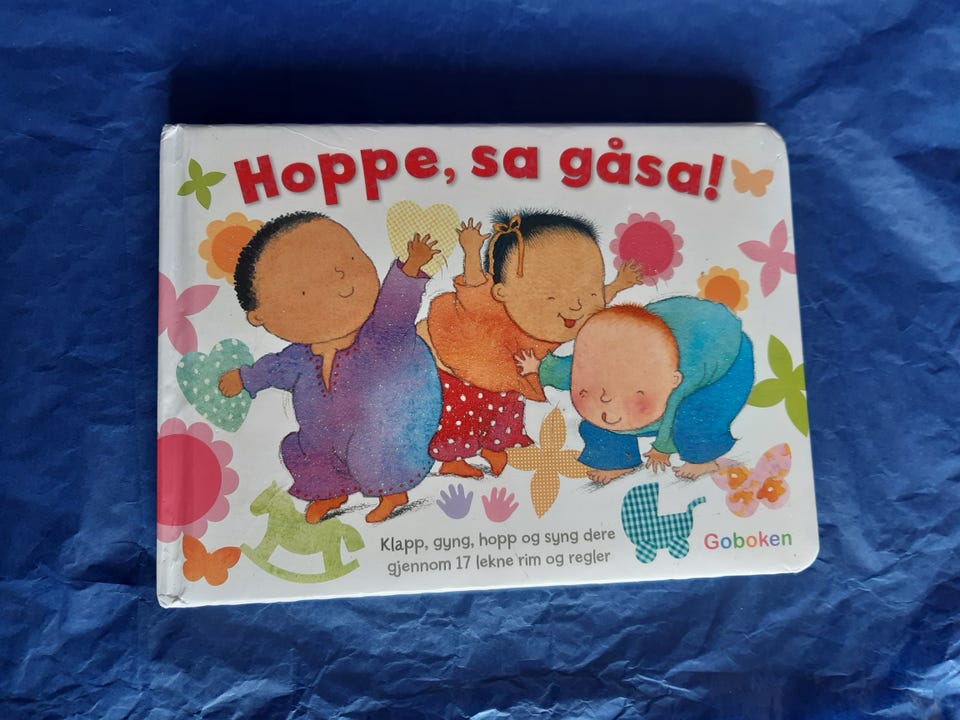 Hoppe, sa gåsa!
Klapp, gyng, hopp og syng dere
gjennom 17 lekne rim og regler
Goboken